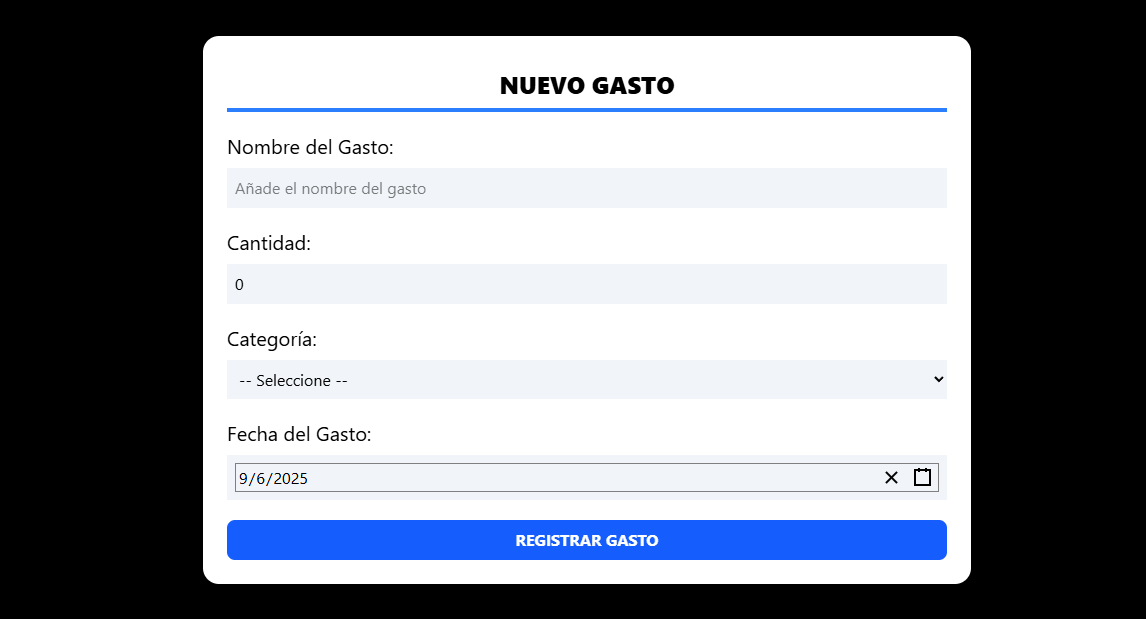 NUEVO GASTO
Nombre del Gasto:
Añade el nombre del gasto
Cantidad:
0
Categoría:
-- Seleccione --
Fecha del Gasto:
9/6/2025
REGISTRAR GASTO